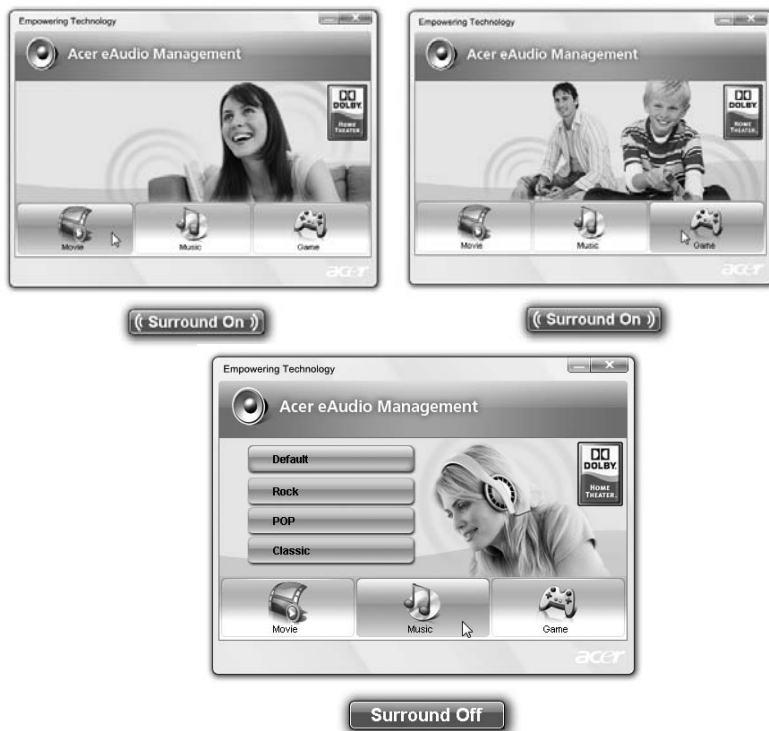 Empowering Technology
Acer eAudio Management
DOLBY
HOME THEATER
Movie
Music
Game
acer
Surround On
Empowering Technology
Acer eAudio Management
DOLBY
HOME THEATER
Movie
Music
Game
acer
Surround On
Empowering Technology
Acer eAudio Management
Default
Rock
POP
Classic
DOLBY
HOME THEATER
Movie
Music
Game
acer
Surround Off